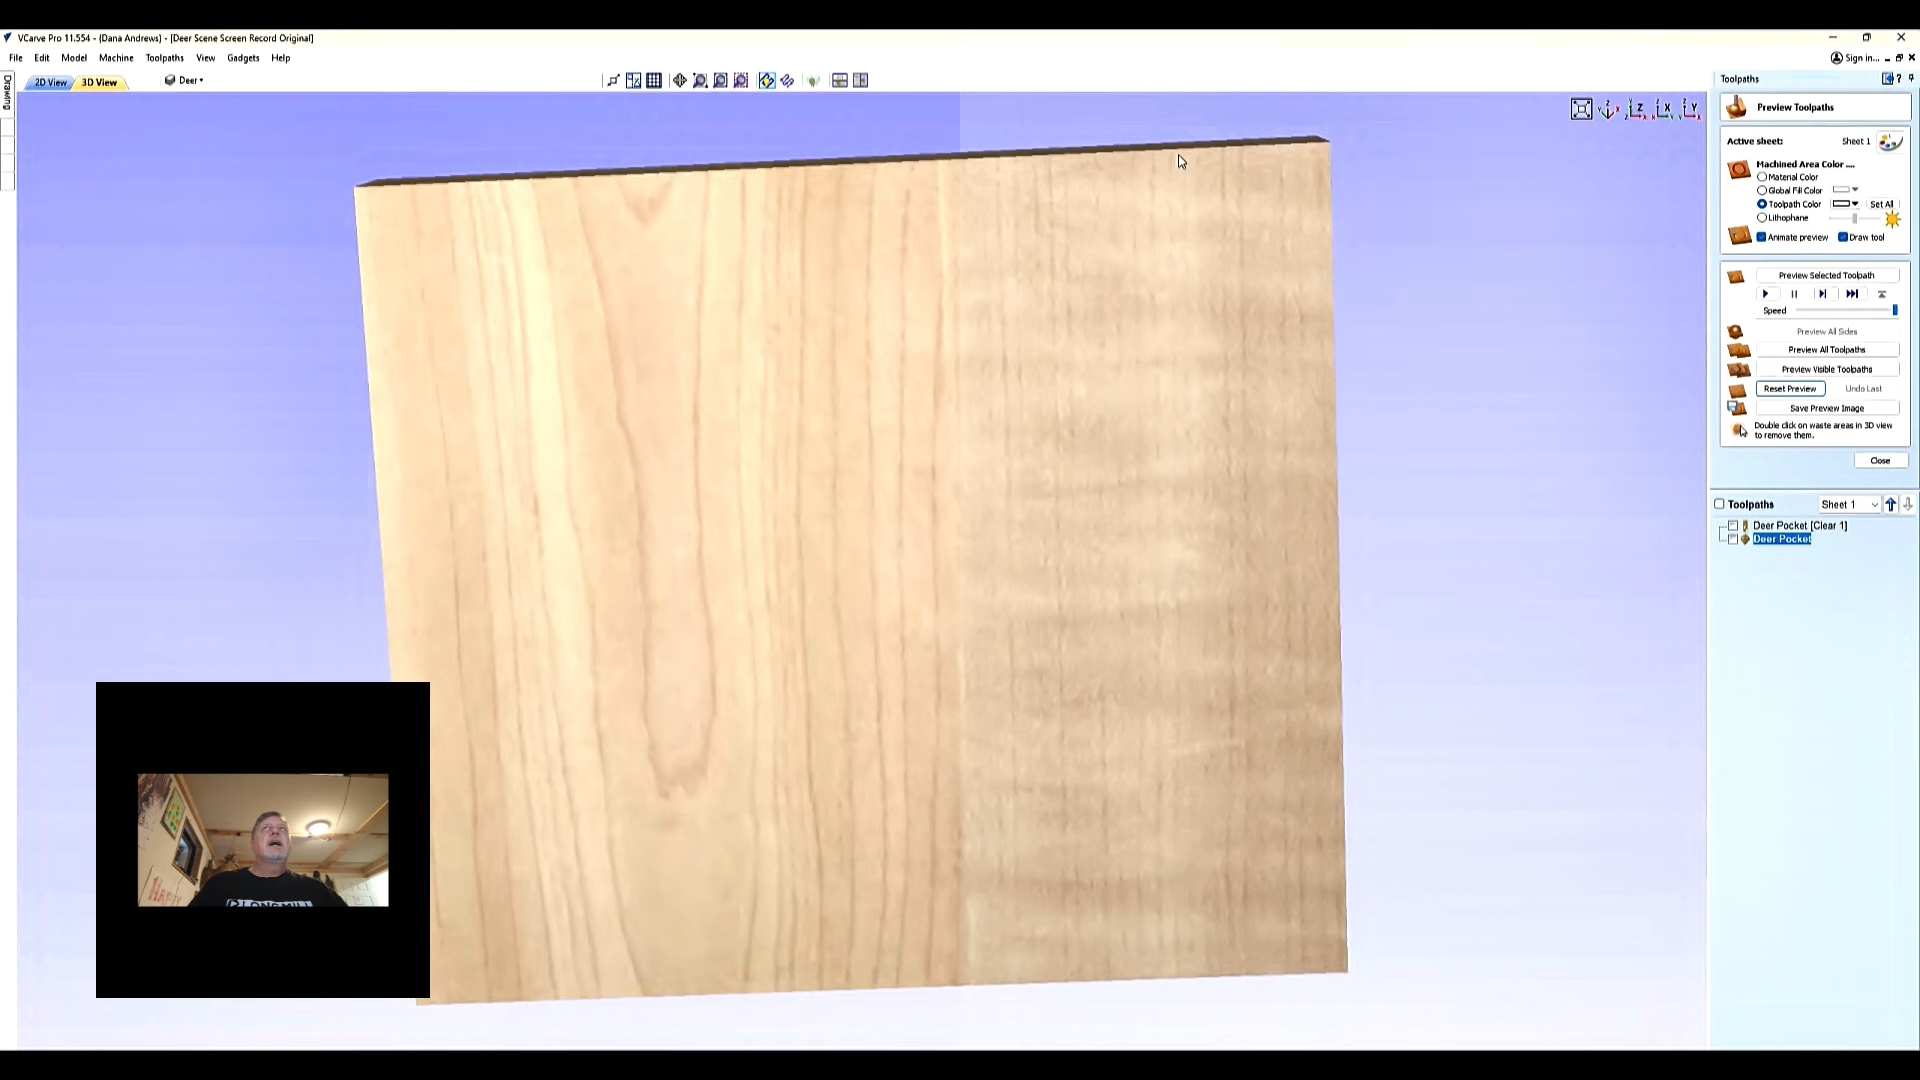 VCarve Pro 11.554 - {Dana Andrews} - [Deer Scene Screen Record Original]
File Edit Model Machine Toolpaths View Gadgets Help
Sign in...
Drawing
2D View 3D View Deer
Toolpaths
Preview Toolpaths
Active sheet: Sheet 1
Machined Area Color ....
Material Color
Global Fill Color
Toolpath Color Set All
Lithophane
Animate preview Draw tool
Preview Selected Toolpath
Speed
Preview All Sides
Preview All Toolpaths
Preview Visible Toolpaths
Reset Preview Undo Last
Save Preview Image
Double click on waste areas in 3D view
to remove them.
Close
Toolpaths Sheet 1
Deer Pocket [Clear 1]
Deer Pocket
LONGMILL